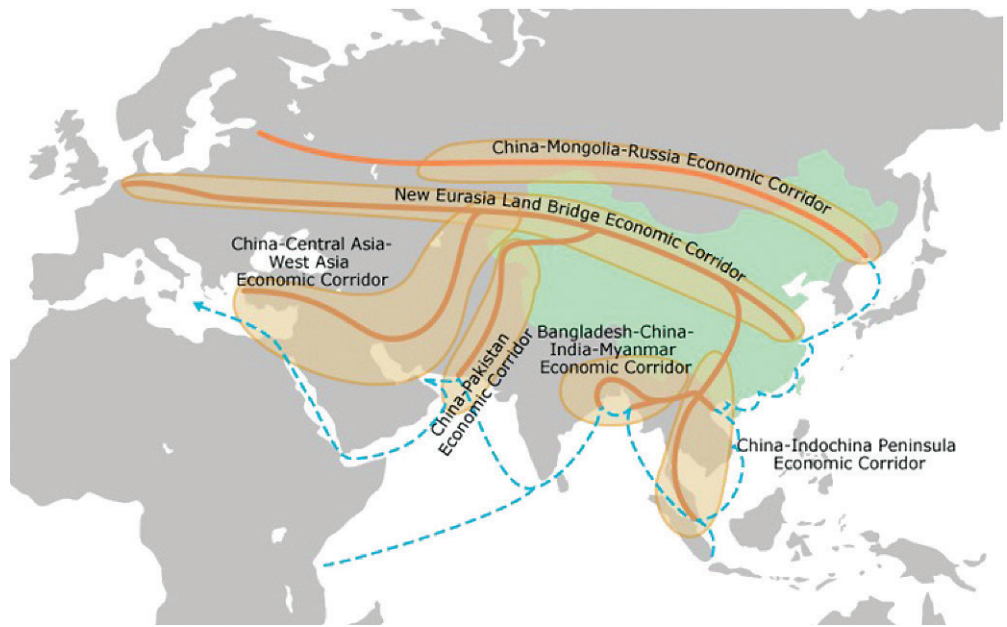 China-Mongolia-Russia Economic Corridor
New Eurasia Land Bridge Economic Corridor
China-Central Asia-
West Asia
Economic Corridor
China-Pakistan
Economic Corridor
Bangladesh-China-
India-Myanmar
Economic Corridor
China-Indochina Peninsula
Economic Corridor